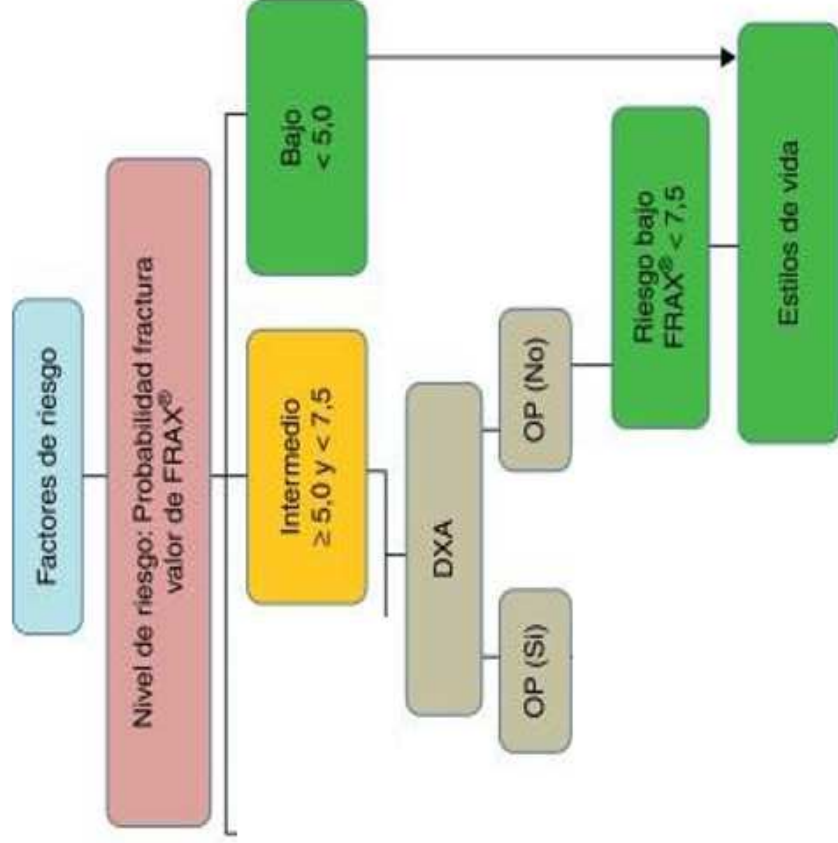 Factores de riesgo
Nivel de riesgo: Probabilidad fractura
valor de FRAX®
Intermedio
≥ 5,0 y < 7,5
Bajo
< 5,0
DXA
OP (Si)
OP (No)
Riesgo bajo
FRAX® < 7,5
Estilos de vida